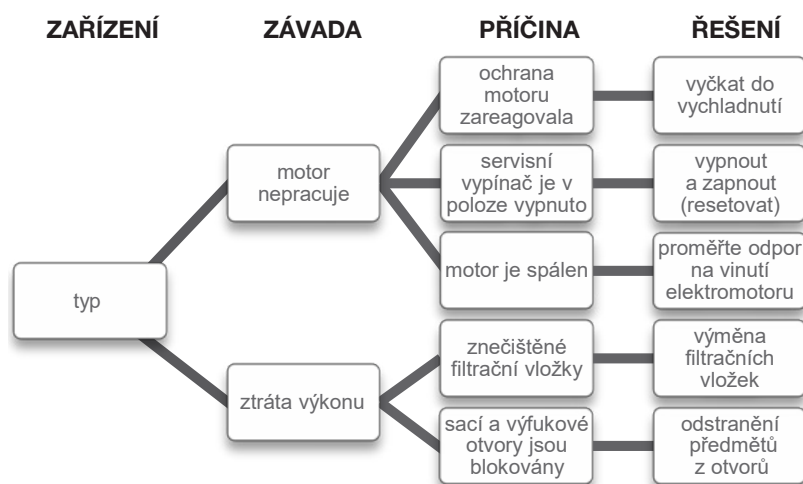 ZAŘÍZENÍ
ZÁVADA
PŘÍČINA
ŘEŠENÍ
typ
motor
nepracuje
ztráta výkonu
ochrana
motoru
zareagovala
servisní
vypínač je v
poloze vypnuto
motor je spálen
znečištěné
filtrační vložky
sací a výfukové
otvory jsou
blokovány
vyčkat do
vychladnutí
vypnout
a zapnout
(resetovat)
proměřte odpor
na vinutí
elektromotoru
výměna
filtračních
vložek
odstranění
předmětů
z otvorů